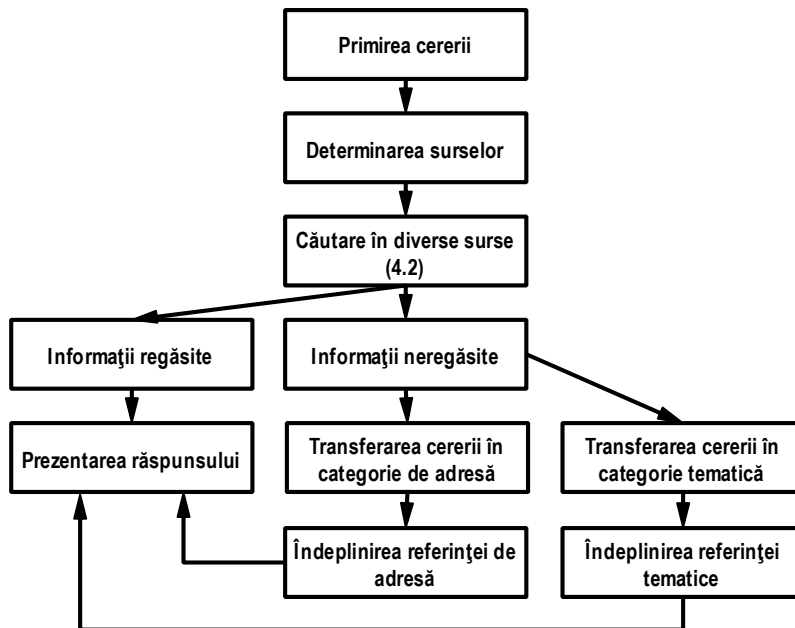 Primirea cererii
Determinarea surselor
Căutare în diverse surse
(4.2)
Informaţii regăsite
Informaţii neregăsite
Prezentarea răspunsului
Transferarea cererii în
categorie de adresă
Transferarea cererii în
categorie tematică
Îndeplinirea referinţei de
adresă
Îndeplinirea referinţei
tematice